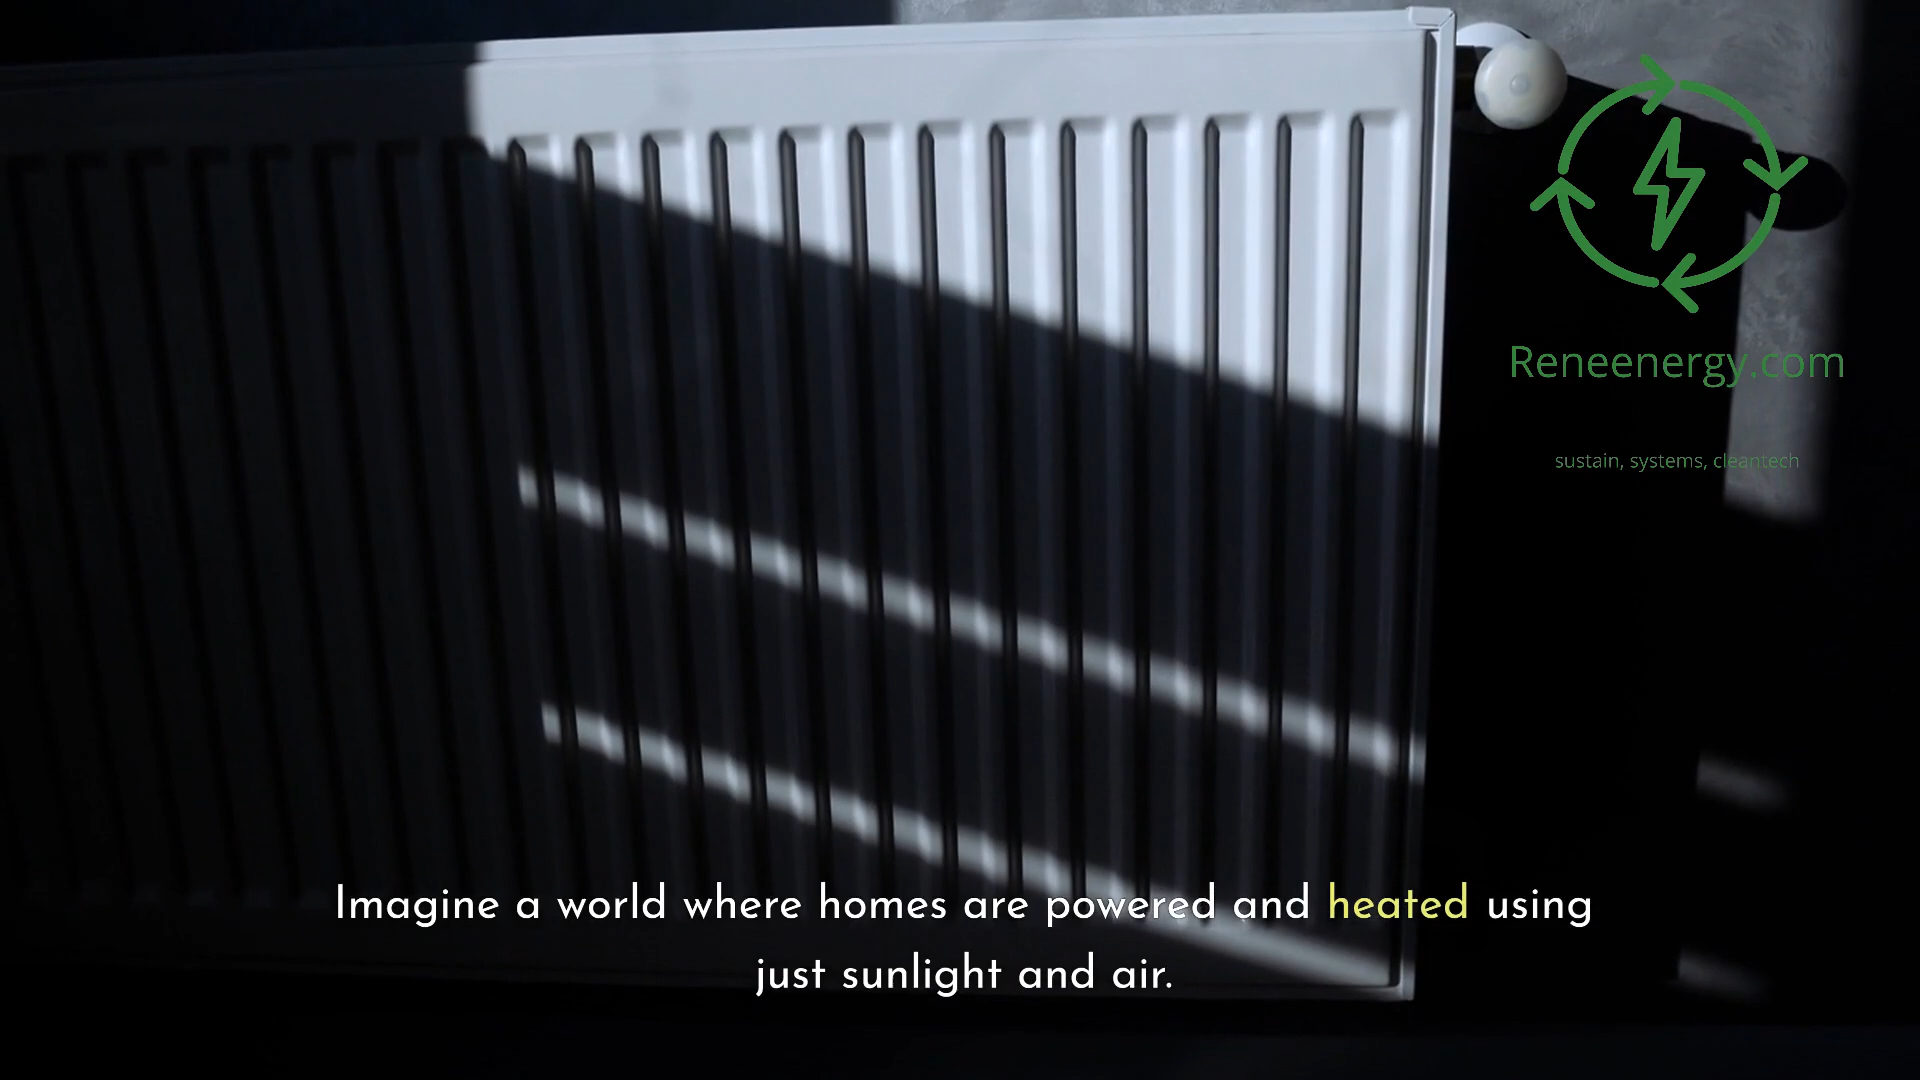 Reneenergy.com
sustain, systems, cleantech
Imagine a world where homes are powered and heated using
just sunlight and air.